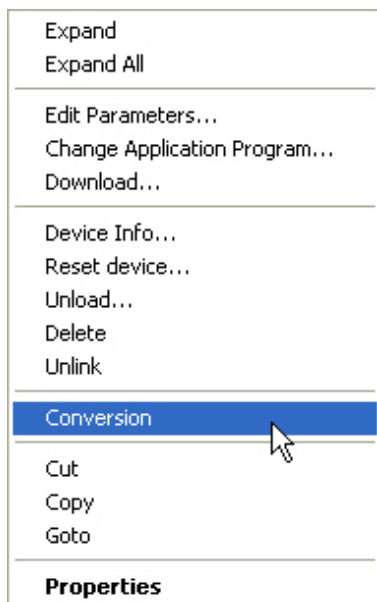 Expand
Expand All
Edit Parameters...
Change Application Program...
Download...
Device Info...
Reset device...
Unload...
Delete
Unlink
Conversion
Cut
Copy
Goto
Properties